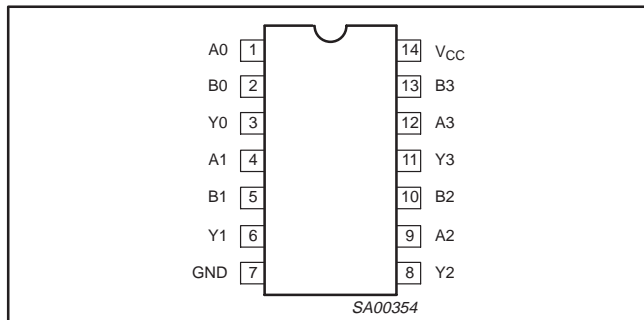 A0 1 14 VCC
B0 2 13 B3
Y0 3 12 A3
A1 4 11 Y3
B1 5 10 B2
Y1 6 9 A2
GND 7 8 Y2
SA00354